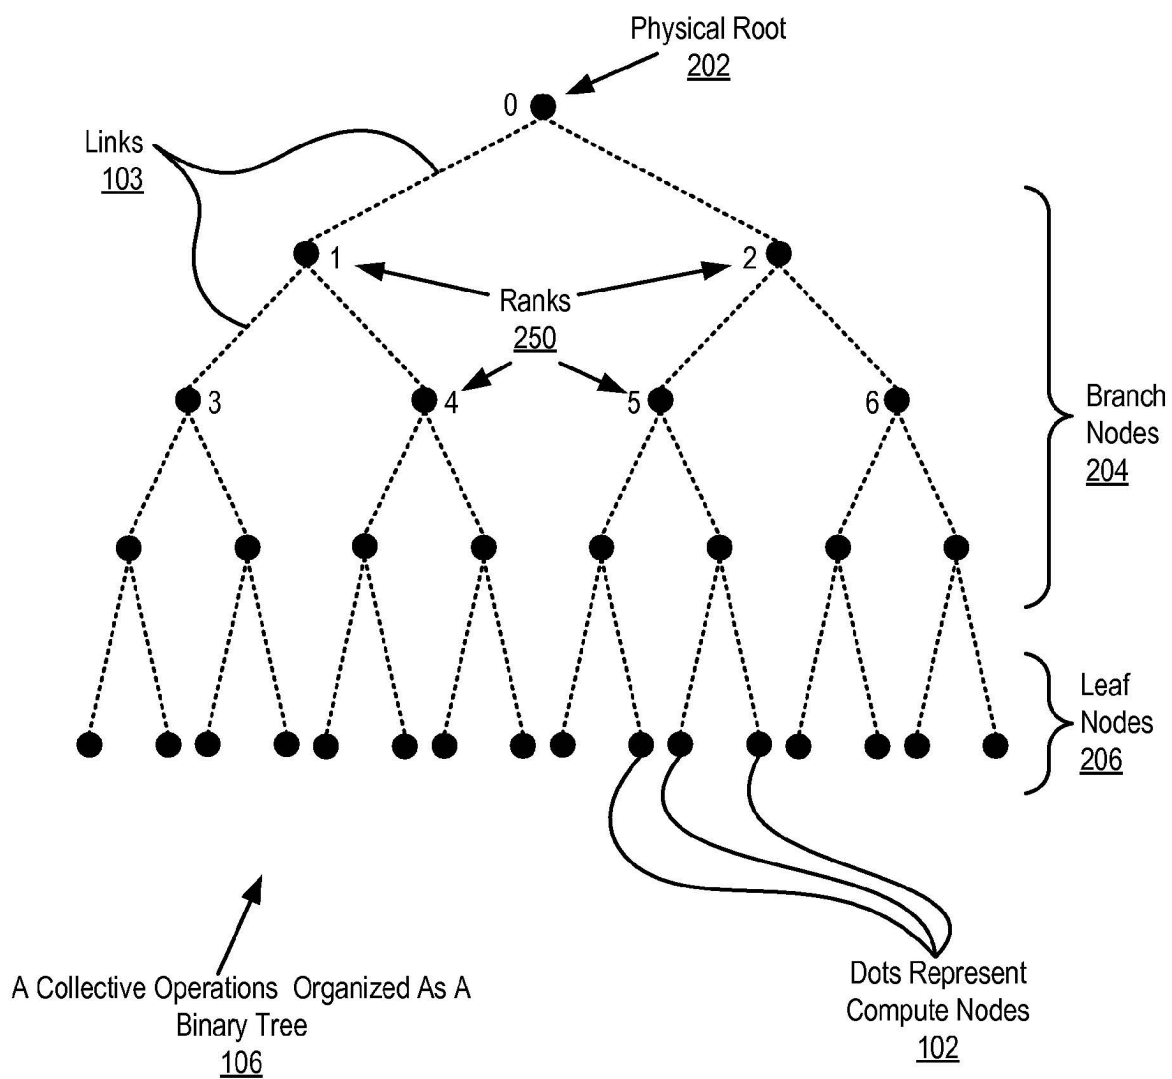 Physical Root
202
0
Links
103
1
2
Ranks
250
3
4
5
6
Branch
Nodes
204
Leaf
Nodes
206
A Collective Operations Organized As A
Binary Tree
106
Dots Represent
Compute Nodes
102